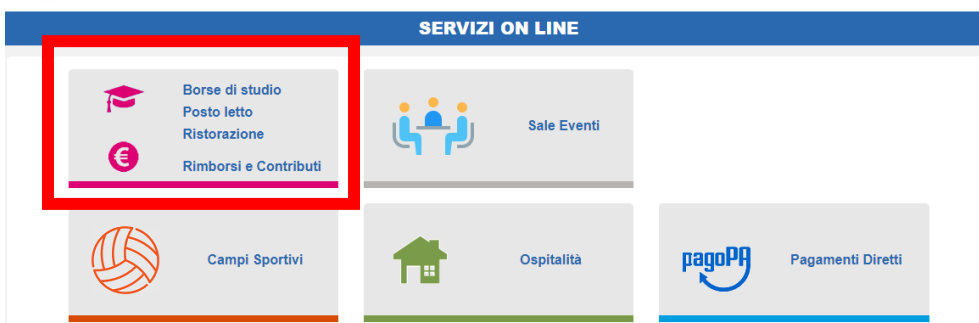 SERVIZI ON LINE
Borse di studio
Posto letto
Ristorazione
€
Rimborsi e Contributi
Sale Eventi
Campi Sportivi
Ospitalità
pagoPA
Pagamenti Diretti